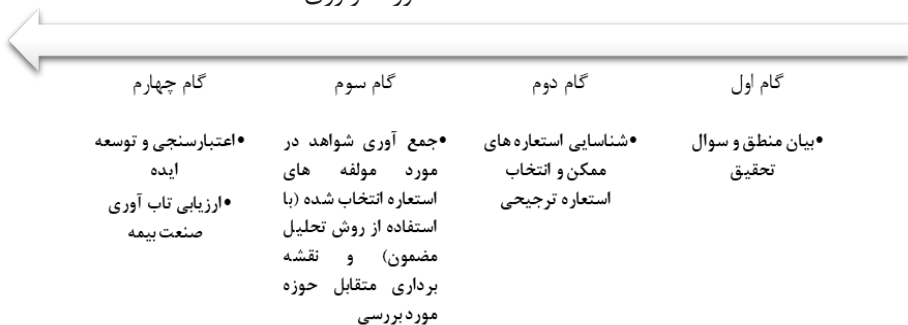 گام اول
•بیان منطق و سوال
تحقیق
گام دوم
•شناسایی استعاره های
ممکن و انتخاب
استعاره ترجیحی
گام سوم
•جمع آوری شواهد در
مورد مولفه های
استعاره انتخاب شده (با
استفاده از روش تحلیل
مضمون) و نقشه
برداری متقابل حوزه
موردبررسی
گام چهارم
•اعتبارسنجی و توسعه
ایده
•ارزیابی تاب آوری
صنعت بیمه